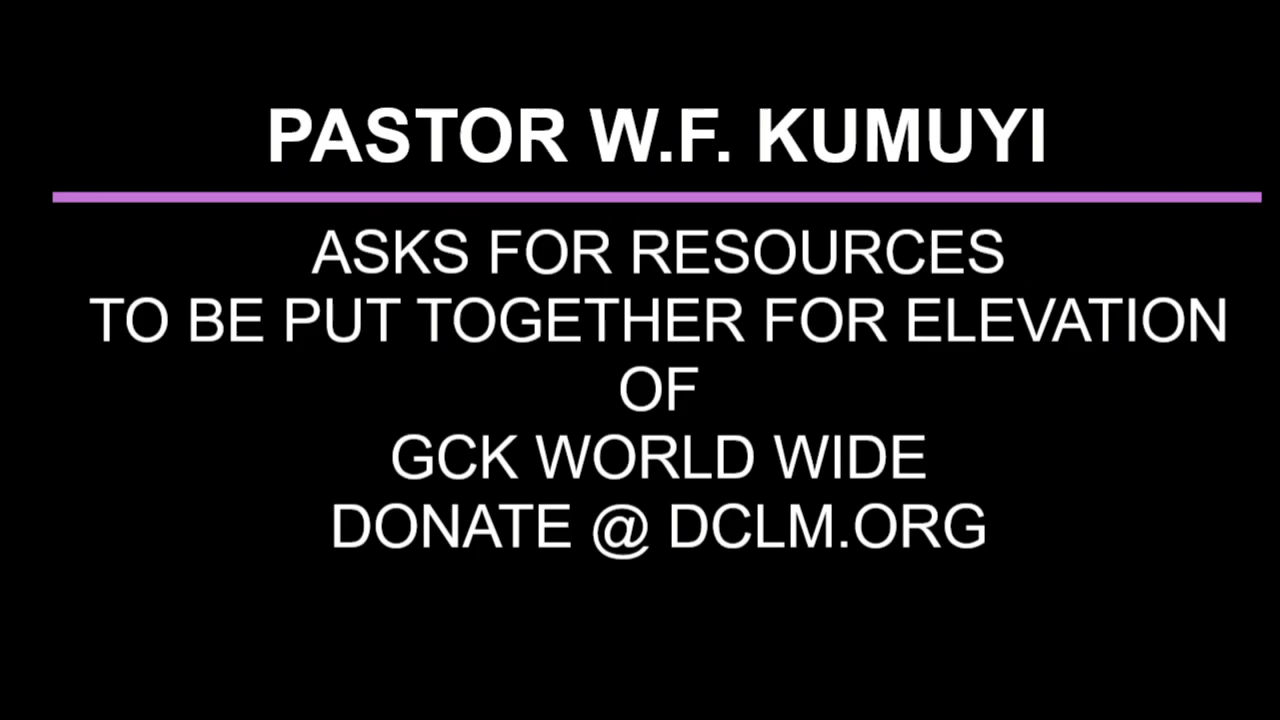 PASTOR W.F. KUMUYI
ASKS FOR RESOURCES
TO BE PUT TOGETHER FOR ELEVATION
OF
GCK WORLD WIDE
DONATE @ DCLM.ORG